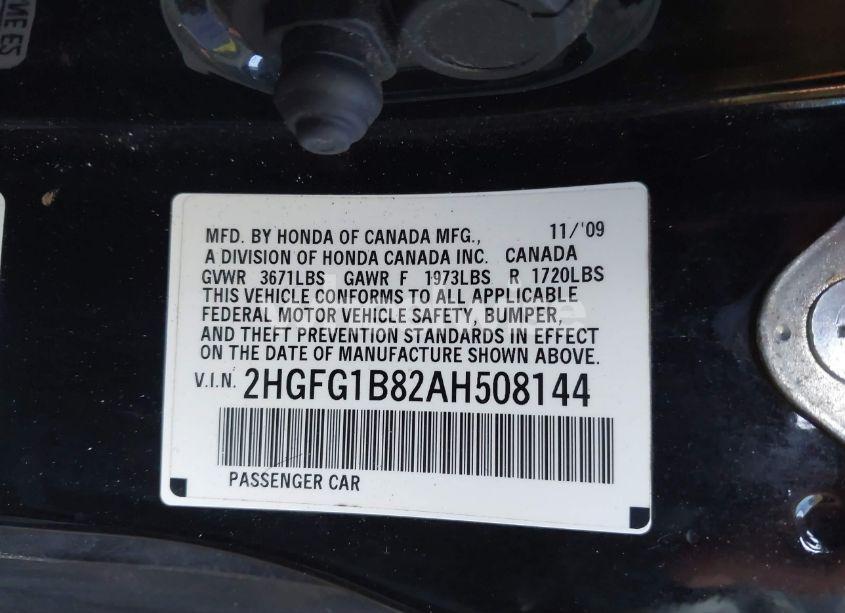 MFD. BY HONDA OF CANADA MFG., 11/'09
A DIVISION OF HONDA CANADA INC. CANADA
GVWR 3671LBS GAWR F 1973LBS R 1720LBS
THIS VEHICLE CONFORMS TO ALL APPLICABLE
FEDERAL MOTOR VEHICLE SAFETY, BUMPER,
AND THEFT PREVENTION STANDARDS IN EFFECT
ON THE DATE OF MANUFACTURE SHOWN ABOVE.
V.I.N. 2HGFG1B82AH508144
PASSENGER CAR